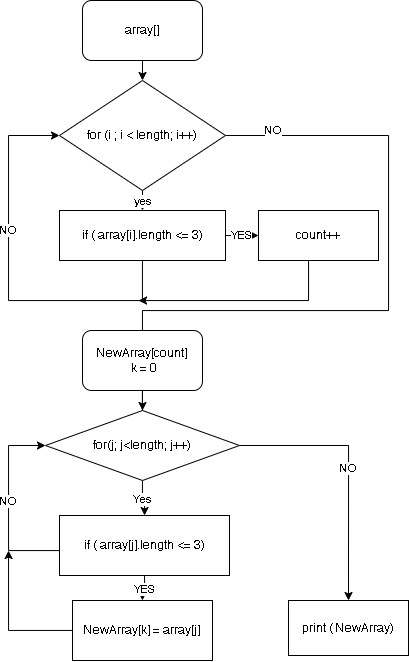 array[]
for (i ; i < length; i++)
NO
yes
NO
if ( array[i].length <= 3)
YES
count++
NewArray[count]
k = 0
for(j; j<length; j++)
NO
NO
Yes
if ( array[j].length <= 3)
YES
NewArray[k] = array[j]
print ( NewArray)